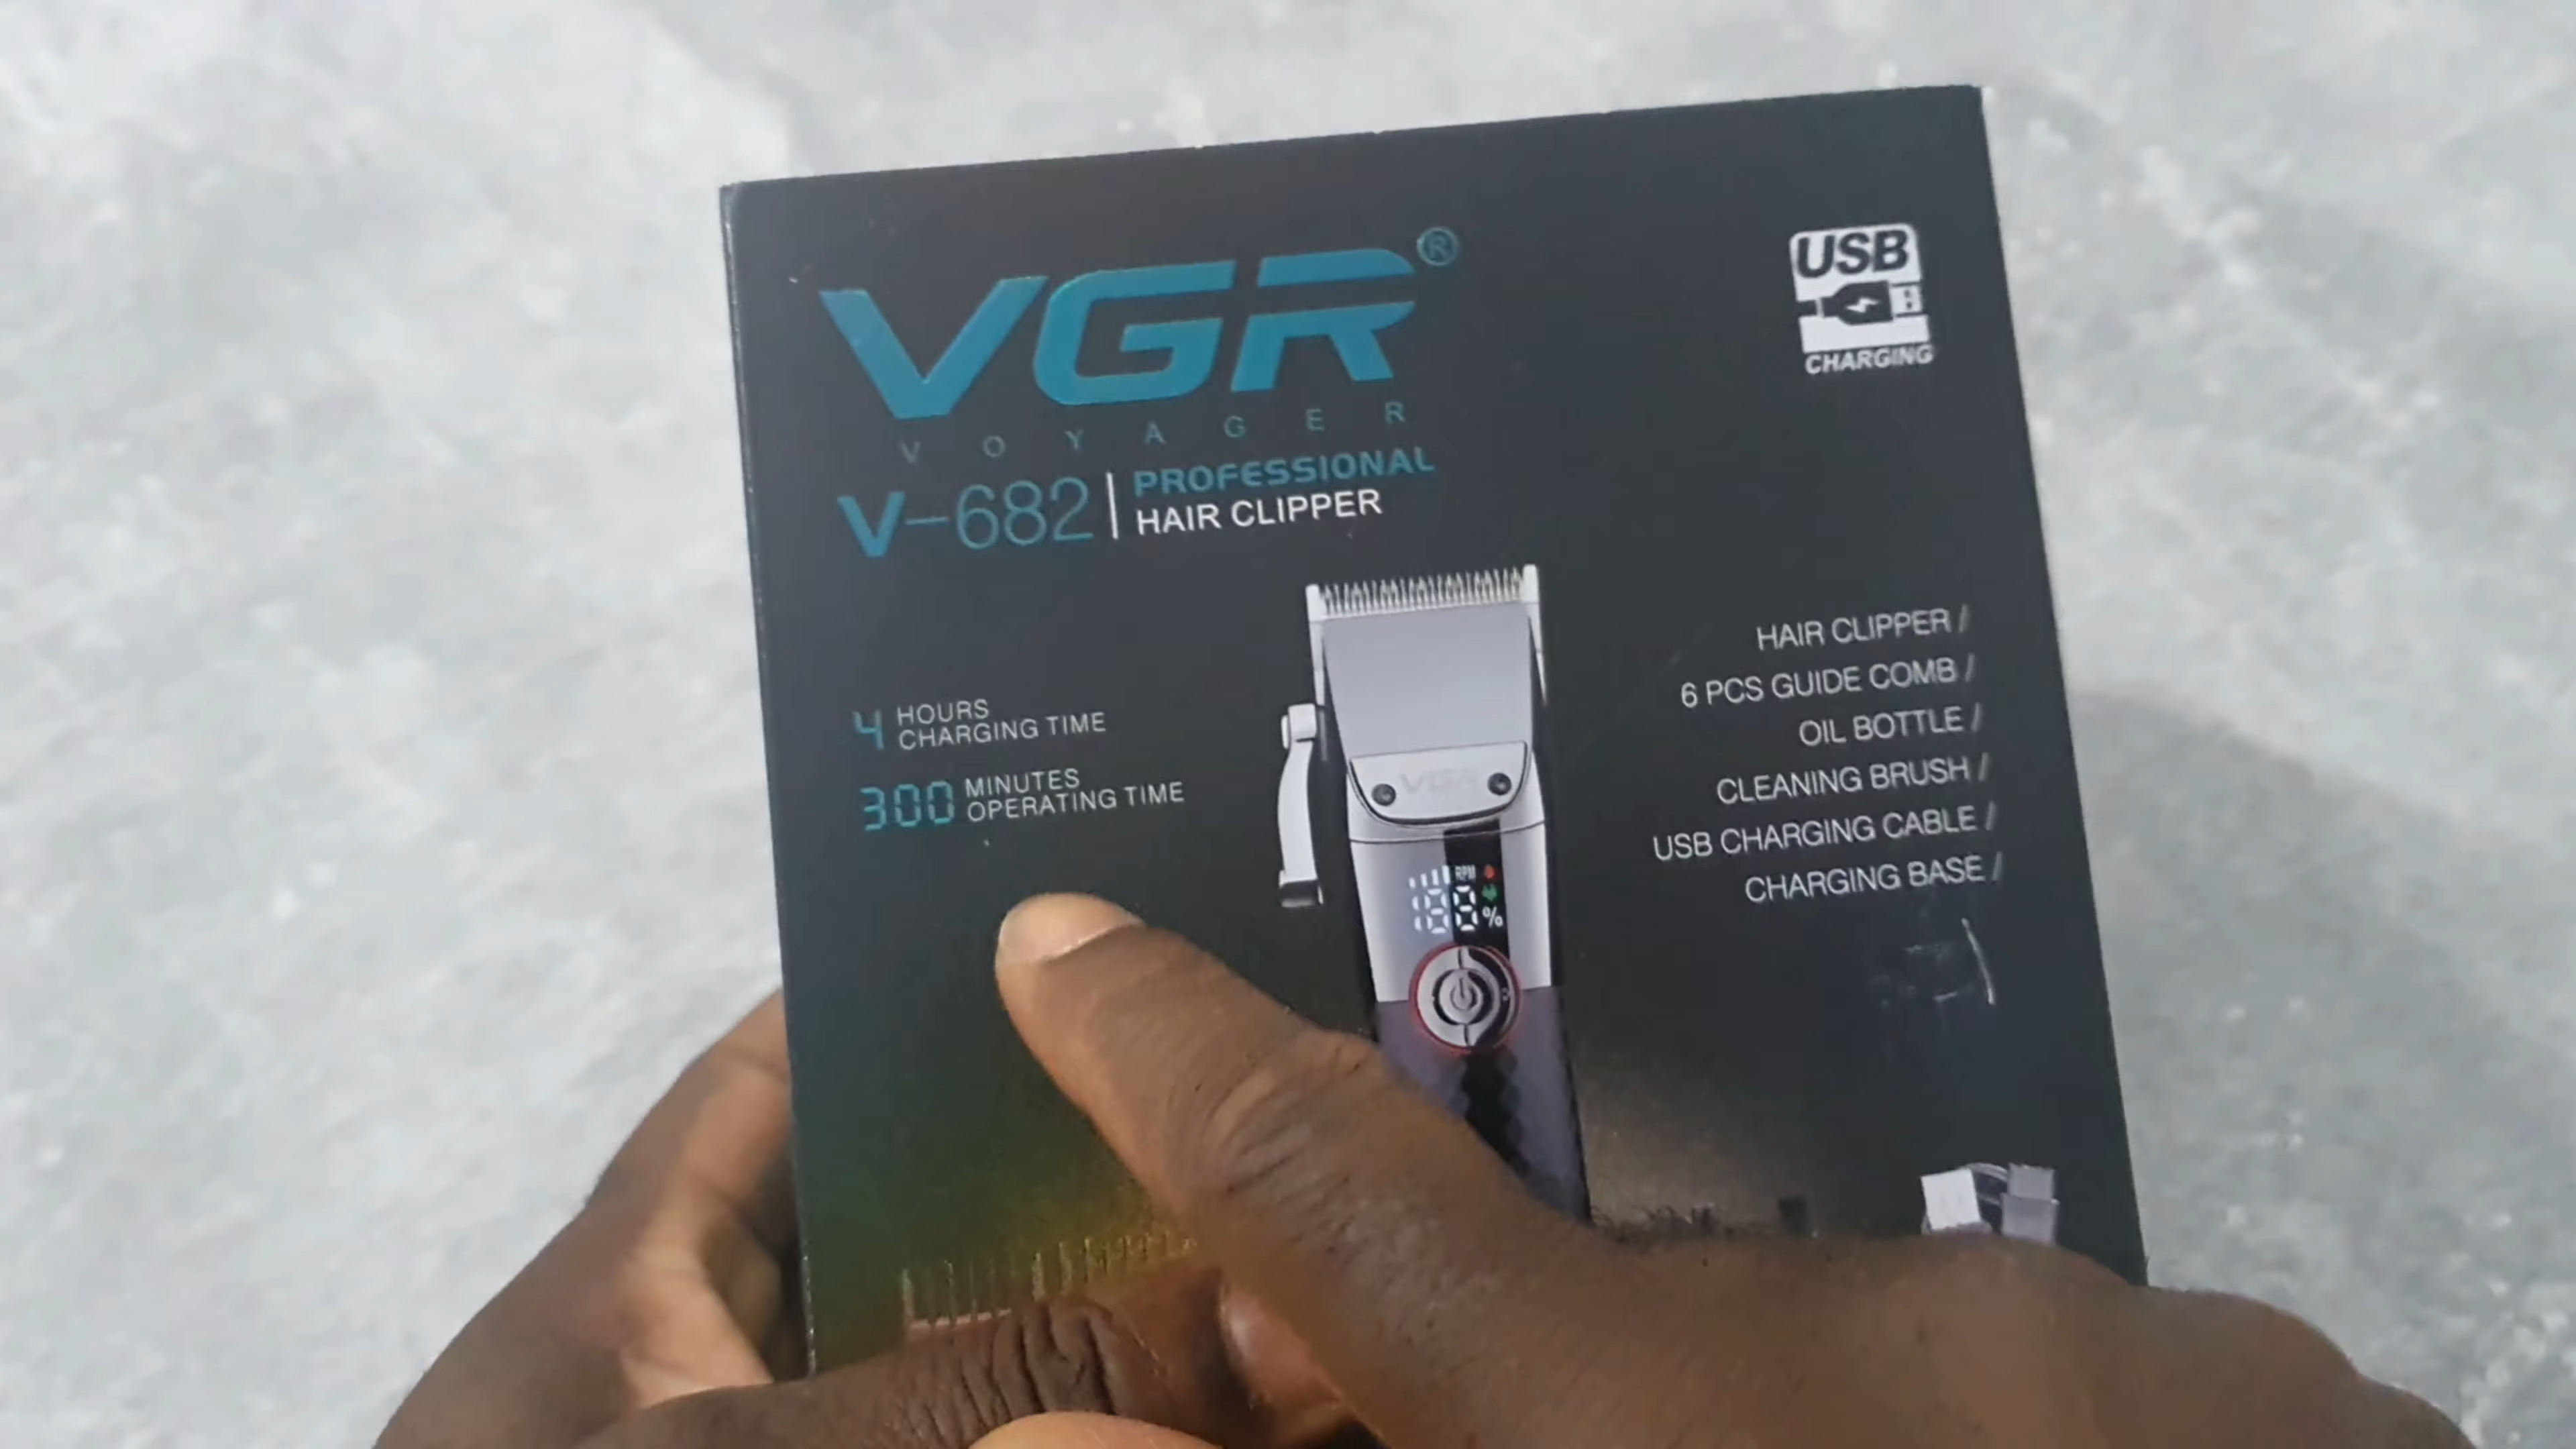 VGR®
VOYAGER
V-682 | PROFESSIONAL
HAIR CLIPPER
USB
CHARGING
4 HOURS
CHARGING TIME
300 MINUTES
OPERATING TIME
HAIR CLIPPER /
6 PCS GUIDE COMB /
OIL BOTTLE /
CLEANING BRUSH /
USB CHARGING CABLE /
CHARGING BASE /
VGR
RPM
188%